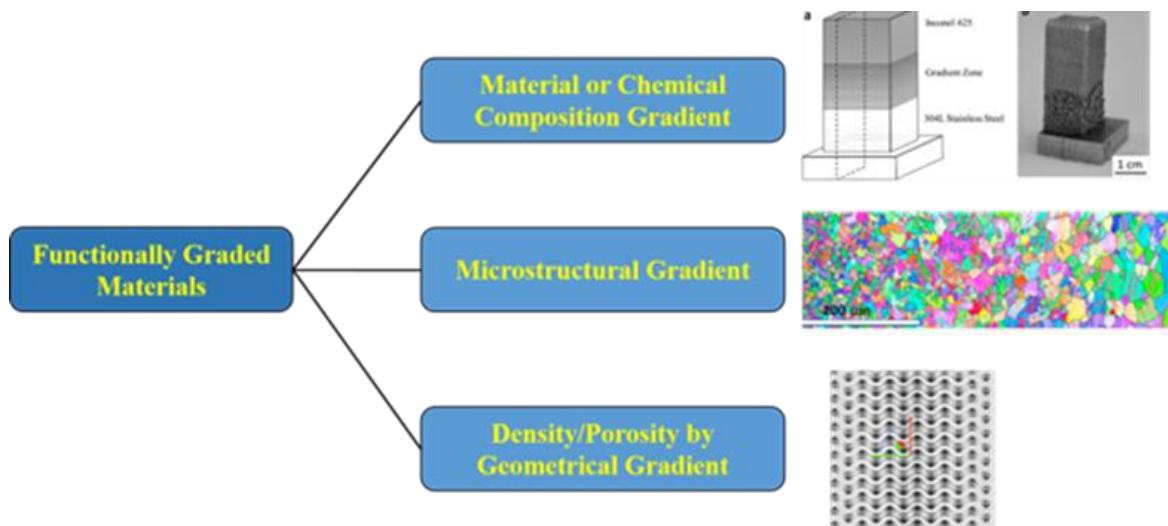 a
Inconel 625
Material or Chemical
Composition Gradient
Gradient Zone
304L Stainless Steel
1 cm
Functionally Graded
Materials
Microstructural Gradient
200 µm
Density/Porosity by
Geometrical Gradient